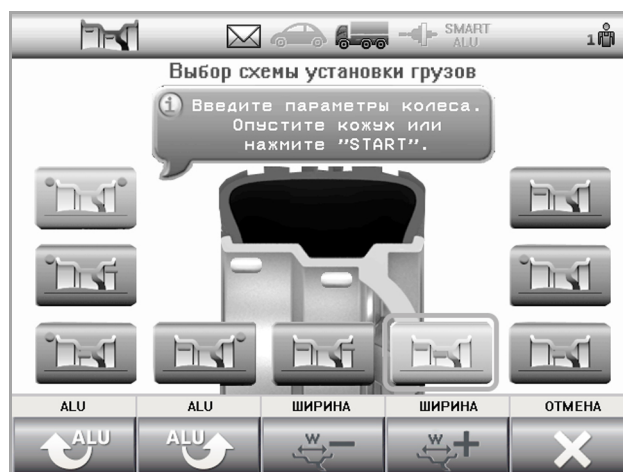 SMART
ALU
1
Выбор схемы установки грузов
i Введите параметры колеса.
Опустите кожух или
нажмите "START".
ALU ALU ШИРИНА ШИРИНА ОТМЕНА
ALU ALU W W